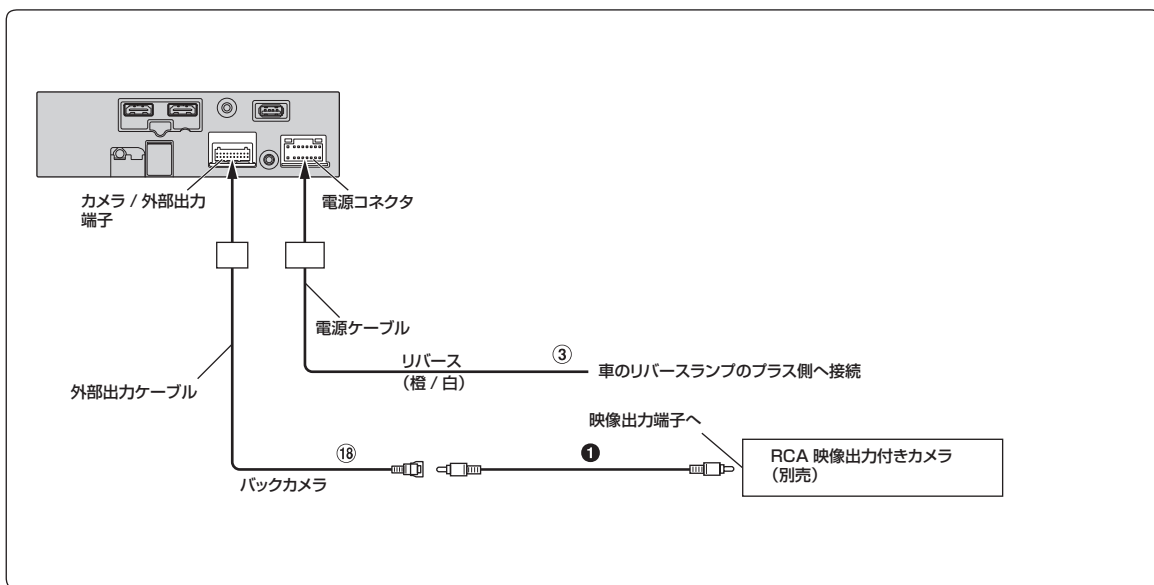 カメラ / 外部出力
端子
電源コネクタ
電源ケーブル
リバース
(橙 / 白)
③
車のリバースランプのプラス側へ接続
外部出力ケーブル
映像出力端子へ
⑱
バックカメラ
❶
RCA 映像出力付きカメラ
(別売)